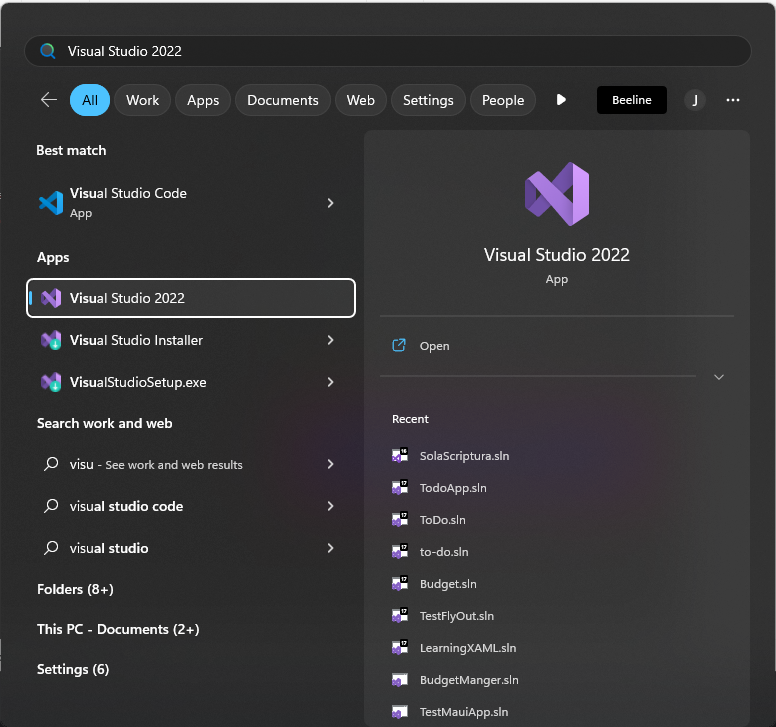 Visual Studio 2022
All Work Apps Documents Web Settings People Beeline J
Best match
Visual Studio Code
App
Apps
Visual Studio 2022
Visual Studio Installer
VisualStudioSetup.exe
Search work and web
visu - See work and web results
visual studio code
visual studio
Folders (8+)
This PC - Documents (2+)
Settings (6)
Visual Studio 2022
App
Open
Recent
SolaScriptura.sln
TodoApp.sln
ToDo.sln
to-do.sln
Budget.sln
TestFlyOut.sln
LearningXAML.sln
BudgetManger.sln
TestMauiApp.sln